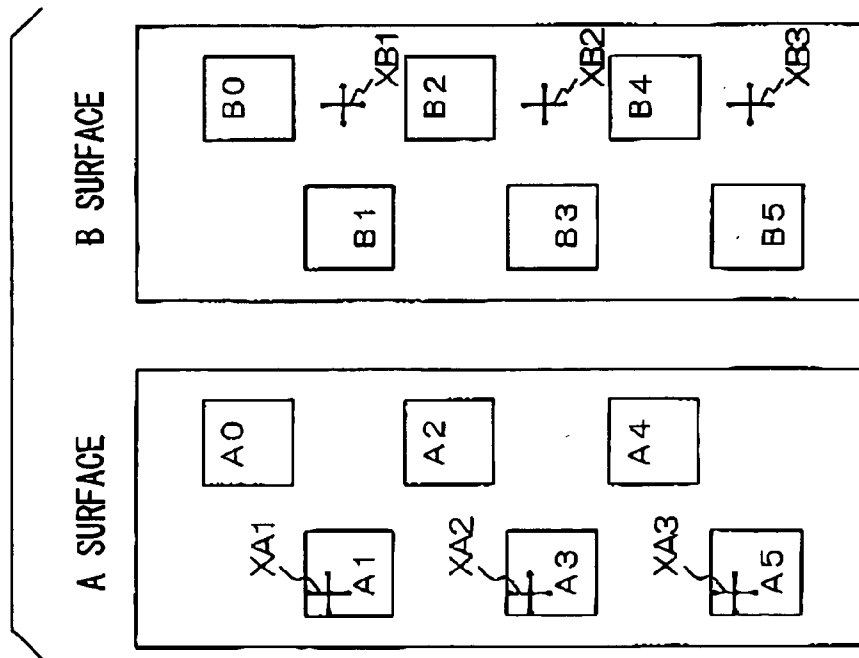 B SURFACE
B0
XB1
B2
XB2
B4
XB3
B1
B3
B5
A SURFACE
A0
A2
A4
XA1
A1
XA2
A3
XA3
A5